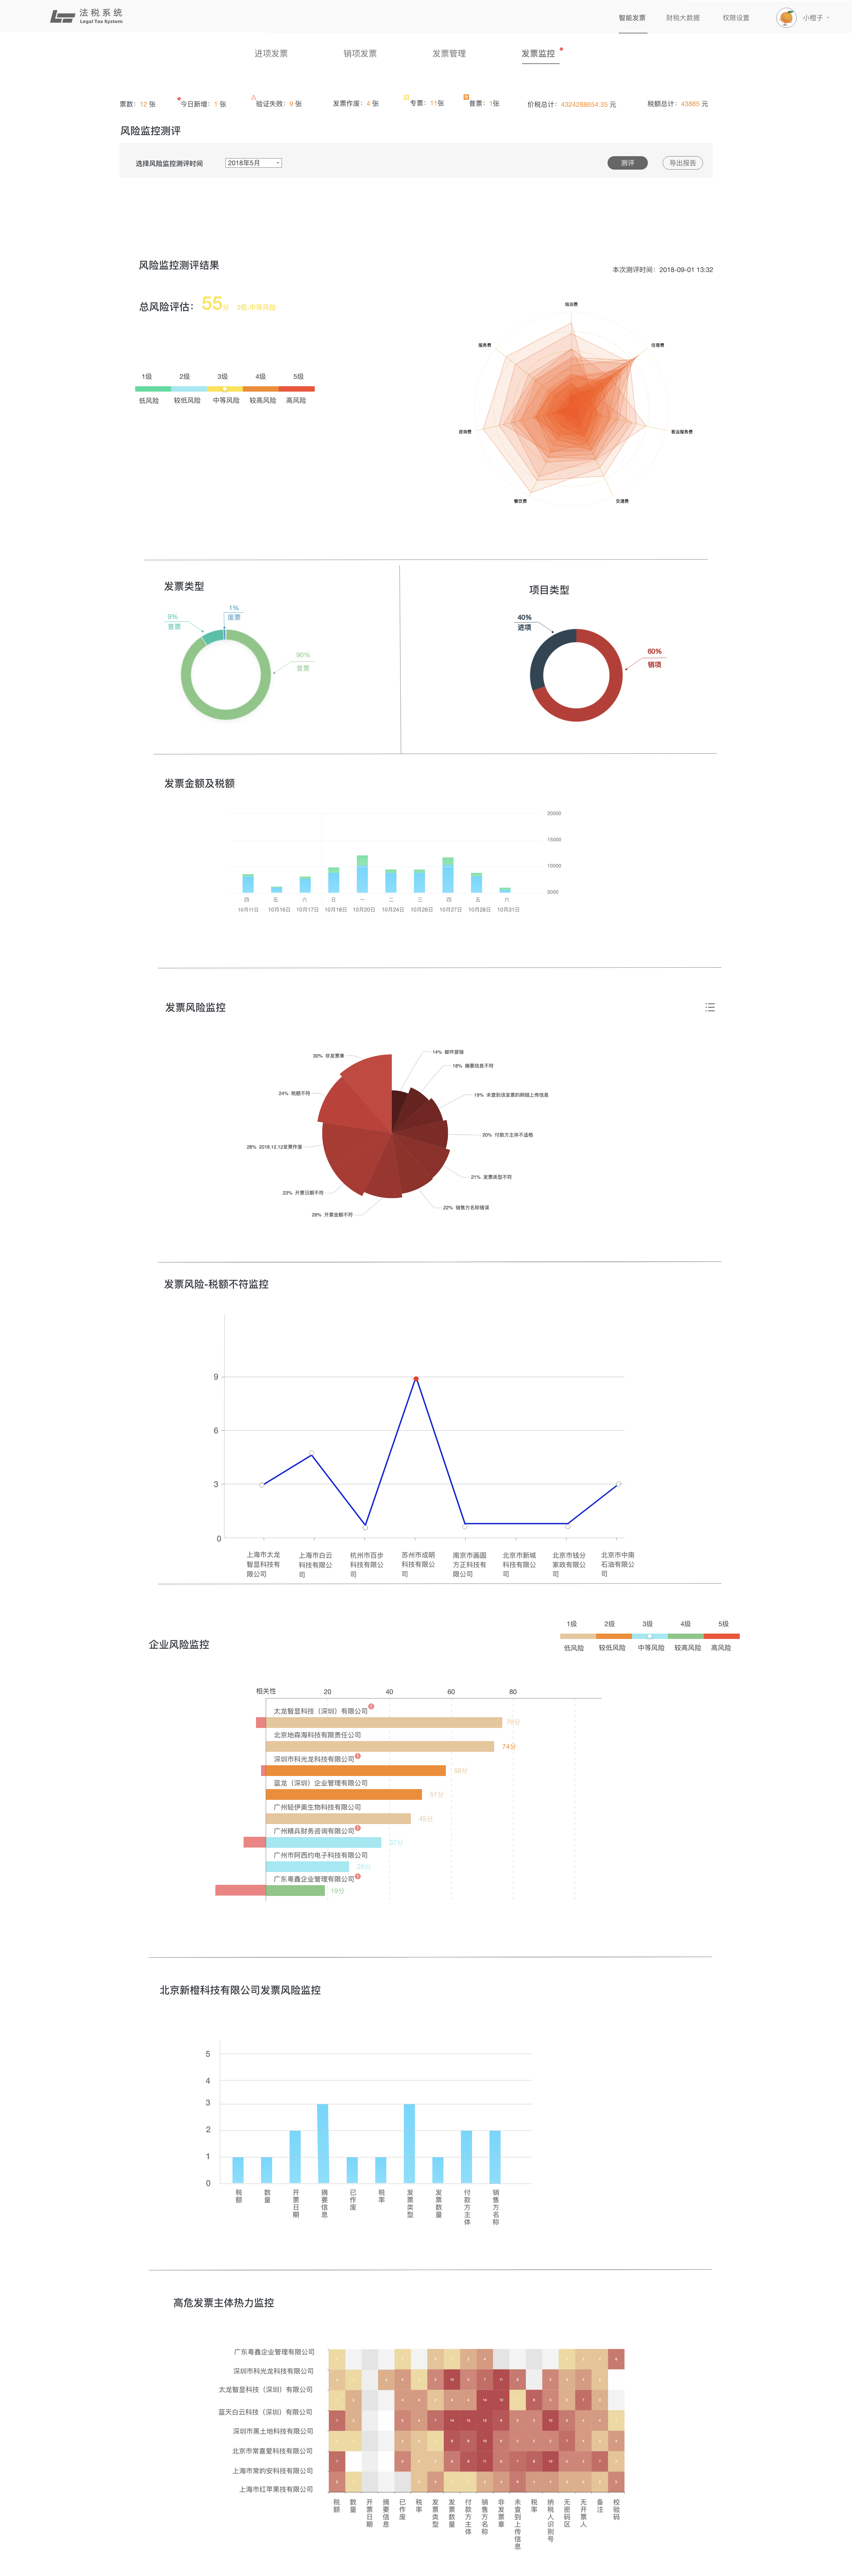 法税系统
Legal Tax System
智能发票 财税大数据 权限设置 小橙子
进项发票 销项发票 发票管理 发票监控
票数：12 张 今日新增：1 张 验证失败：9 张 发票作废：4 张 专票：11张 普票：1张 价税总计：4324288654.35 元 税额总计：43885 元
风险监控测评
选择风险监控测评时间 2018年5月 测评 导出报告
风险监控测评结果
本次测评时间：2018-09-01 13:32
总风险评估：55分 3级,中等风险
1级 2级 3级 4级 5级
低风险 较低风险 中等风险 较高风险 高风险
培训费
住宿费
客运服务费
交通费
餐饮费
咨询费
服务费
发票类型
9%
普票
1%
废票
90%
普票
项目类型
40%
进项
60%
销项
发票金额及税额
20000
15000
10000
5000
四 五 六 日 一 二 三 四 五 六
10月11日 10月16日 10月17日 10月18日 10月20日 10月24日 10月26日 10月27日 10月28日 10月31日
发票风险监控
30% 非发票章
14% 邮件营销
18% 摘要信息不符
24% 税额不符
19% 未查到该发票的明细上传信息
20% 付款方主体不适格
28% 2018.12.12发票作废
21% 发票类型不符
23% 开票日期不符
22% 销售方名称错误
26% 开票金额不符
发票风险-税额不符监控
9
6
3
0
上海市太龙智显科技有限公司
上海市白云科技有限公司
杭州市百步科技有限公司
苏州市成明科技有限公司
南京市画圆方正科技有限公司
北京市新城科技有限公司
北京市钱分家政有限公司
北京市中南石油有限公司
企业风险监控
1级 2级 3级 4级 5级
低风险 较低风险 中等风险 较高风险 高风险
相关性 20 40 60 80
太龙智显科技（深圳）有限公司
北京地森海科技有限责任公司
74分
深圳市科光龙科技有限公司
59分
蓝龙（深圳）企业管理有限公司
51分
广州轻伊美生物科技有限公司
45分
广州精兵财务咨询有限公司
37分
广州市阿西约电子科技有限公司
广东粤鑫企业管理有限公司
19分
北京新橙科技有限公司发票风险监控
5
4
3
2
1
0
税额
数量
开票日期
摘要信息
已作废
税率
发票类型
发票数量
付款方主体
销售方名称
高危发票主体热力监控
广东粤鑫企业管理有限公司
深圳市科光龙科技有限公司
太龙智显科技（深圳）有限公司
蓝天白云科技（深圳）有限公司
深圳市黑土地科技有限公司
北京市常喜爱科技有限公司
上海市常的安科技有限公司
上海市红苹果技有限公司
税额
数量
开票日期
摘要信息
已作废
税率
发票类型
发票数量
付款方主体
销售方名称
非发票章
未查到上传信息
税率
纳税人识别号
无密码区
无开票人
备注
校验码